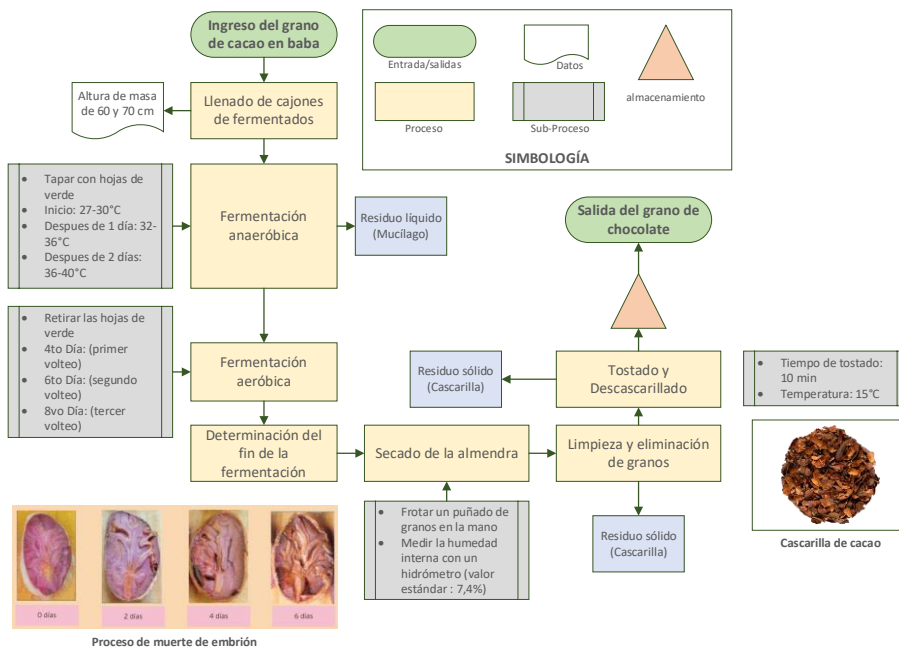 Ingreso del grano
de cacao en baba
Altura de masa
de 60 y 70 cm
Llenado de cajones
de fermentados
Entrada/salidas
Datos
almacenamiento
Proceso
Sub-Proceso
SIMBOLOGÍA
• Tapar con hojas de
verde
• Inicio: 27-30°C
• Despues de 1 día: 32-
36°C
• Despues de 2 días:
36-40°C
Fermentación
anaeróbica
Residuo líquido
(Mucílago)
Salida del grano de
chocolate
• Retirar las hojas de
verde
• 4to Día: (primer
volteo)
• 6to Día: (segundo
volteo)
• 8vo Día: (tercer
volteo)
Fermentación
aeróbica
Residuo sólido
(Cascarilla)
Tostado y
Descascarillado
• Tiempo de tostado:
10 min
• Temperatura: 15°C
Determinación del
fin de la
fermentación
Secado de la almendra
Limpieza y eliminación
de granos
• Frotar un puñado de
granos en la mano
• Medir la humedad
interna con un
hidrómetro (valor
estándar : 7,4%)
Residuo sólido
(Cascarilla)
Cascarilla de cacao
0 días
2 días
4 días
6 días
Proceso de muerte de embrión